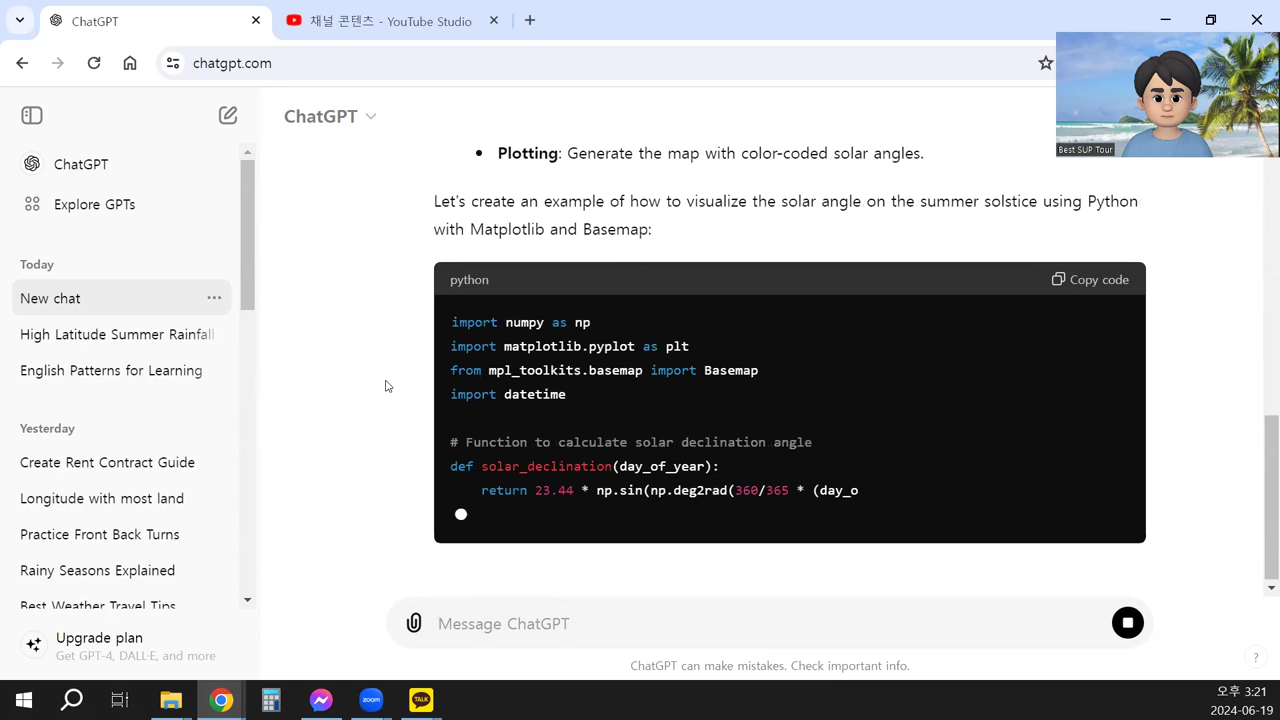 ChatGPT
채널 콘텐츠 - YouTube Studio
chatgpt.com
Best SUP Tour
ChatGPT
ChatGPT
Explore GPTs
Today
New chat
High Latitude Summer Rainfall
English Patterns for Learning
Yesterday
Create Rent Contract Guide
Longitude with most land
Practice Front Back Turns
Rainy Seasons Explained
Best Weather Travel Tips
Upgrade plan
Get GPT-4, DALL·E, and more
• Plotting: Generate the map with color-coded solar angles.
Let's create an example of how to visualize the solar angle on the summer solstice using Python
with Matplotlib and Basemap:
python
Copy code
import numpy as np
import matplotlib.pyplot as plt
from mpl_toolkits.basemap import Basemap
import datetime
# Function to calculate solar declination angle
def solar_declination(day_of_year):
return 23.44 * np.sin(np.deg2rad(360/365 * (day_o
Message ChatGPT
ChatGPT can make mistakes. Check important info.
?
zoom
TALK
오후 3:21
2024-06-19